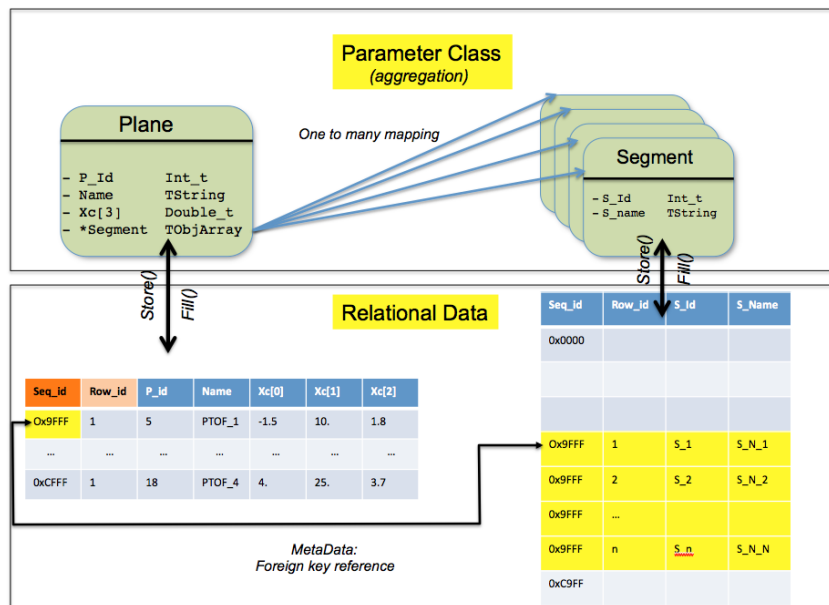 Parameter Class
(aggregation)
Plane
- P_Id Int_t
- Name TString
- Xc[3] Double_t
- *Segment TObjArray
One to many mapping
Segment
- S_Id Int_t
- S_name TString
Store()
Fill()
Store()
Fill()
Relational Data
Seq_id Row_id P_id Name Xc[0] Xc[1] Xc[2]
0x9FFF 1 5 PTOF_1 -1.5 10. 1.8
... ... ... ... ... ... ...
0xCFFF 1 18 PTOF_4 4. 25. 3.7
Seq_id Row_id S_Id S_Name
0x0000
0x9FFF 1 S_1 S_N_1
0x9FFF 2 S_2 S_N_2
0x9FFF ...
0x9FFF n S_n S_N_N
0xC9FF
MetaData:
Foreign key reference